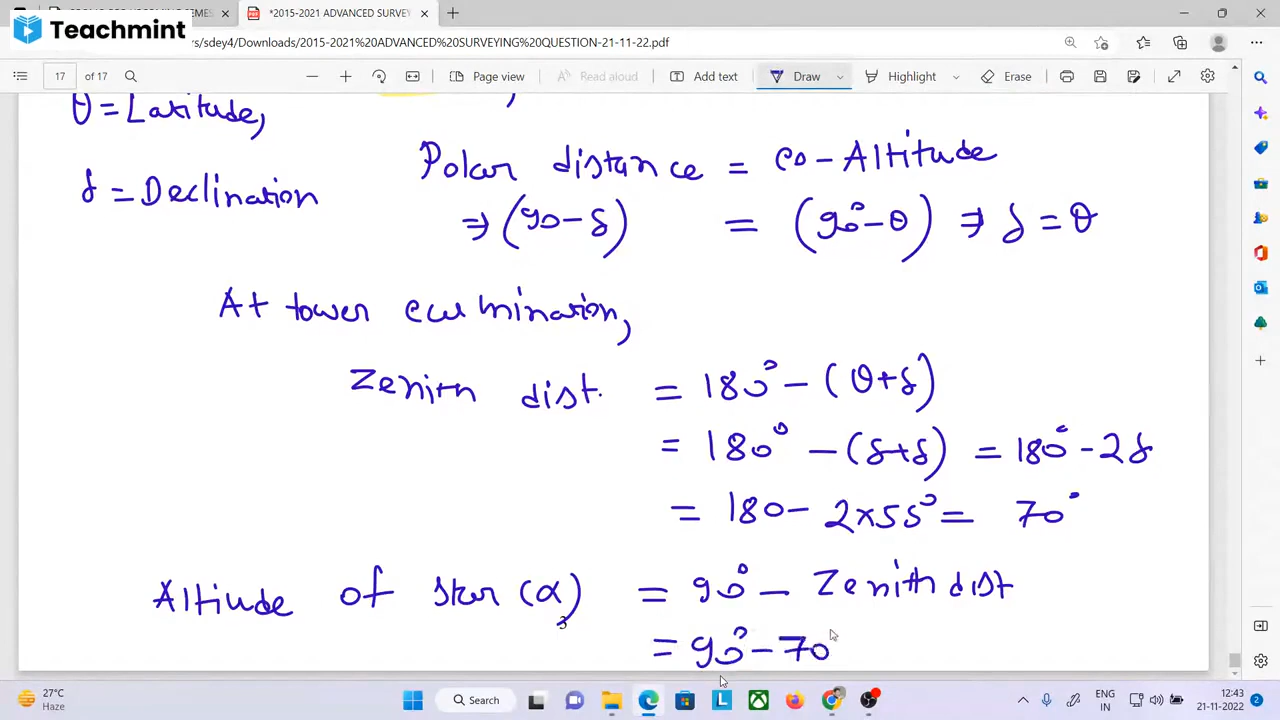 *2015-2021 ADVANCED SURVEY
Teachmint
/sdey4/Downloads/2015-2021%20ADVANCED%20SURVEYING%20QUESTION-21-11-22.pdf
17 of 17 Page view Read aloud Add text Draw Highlight Erase
θ = Latitude,
Polar distance = co-Altitude
δ = Declination
⇒ (90-δ) = (90°-θ) ⇒ δ = θ
At lower culmination,
Zenith dist. = 180° - (θ+δ)
= 180° - (δ+δ) = 180° - 2δ
= 180 - 2×55° = 70°
Altiude of star (α) = 90° - Zenith dist
= 90° - 70
27°C
Haze
Search
ENG
IN
12:43
21-11-2022